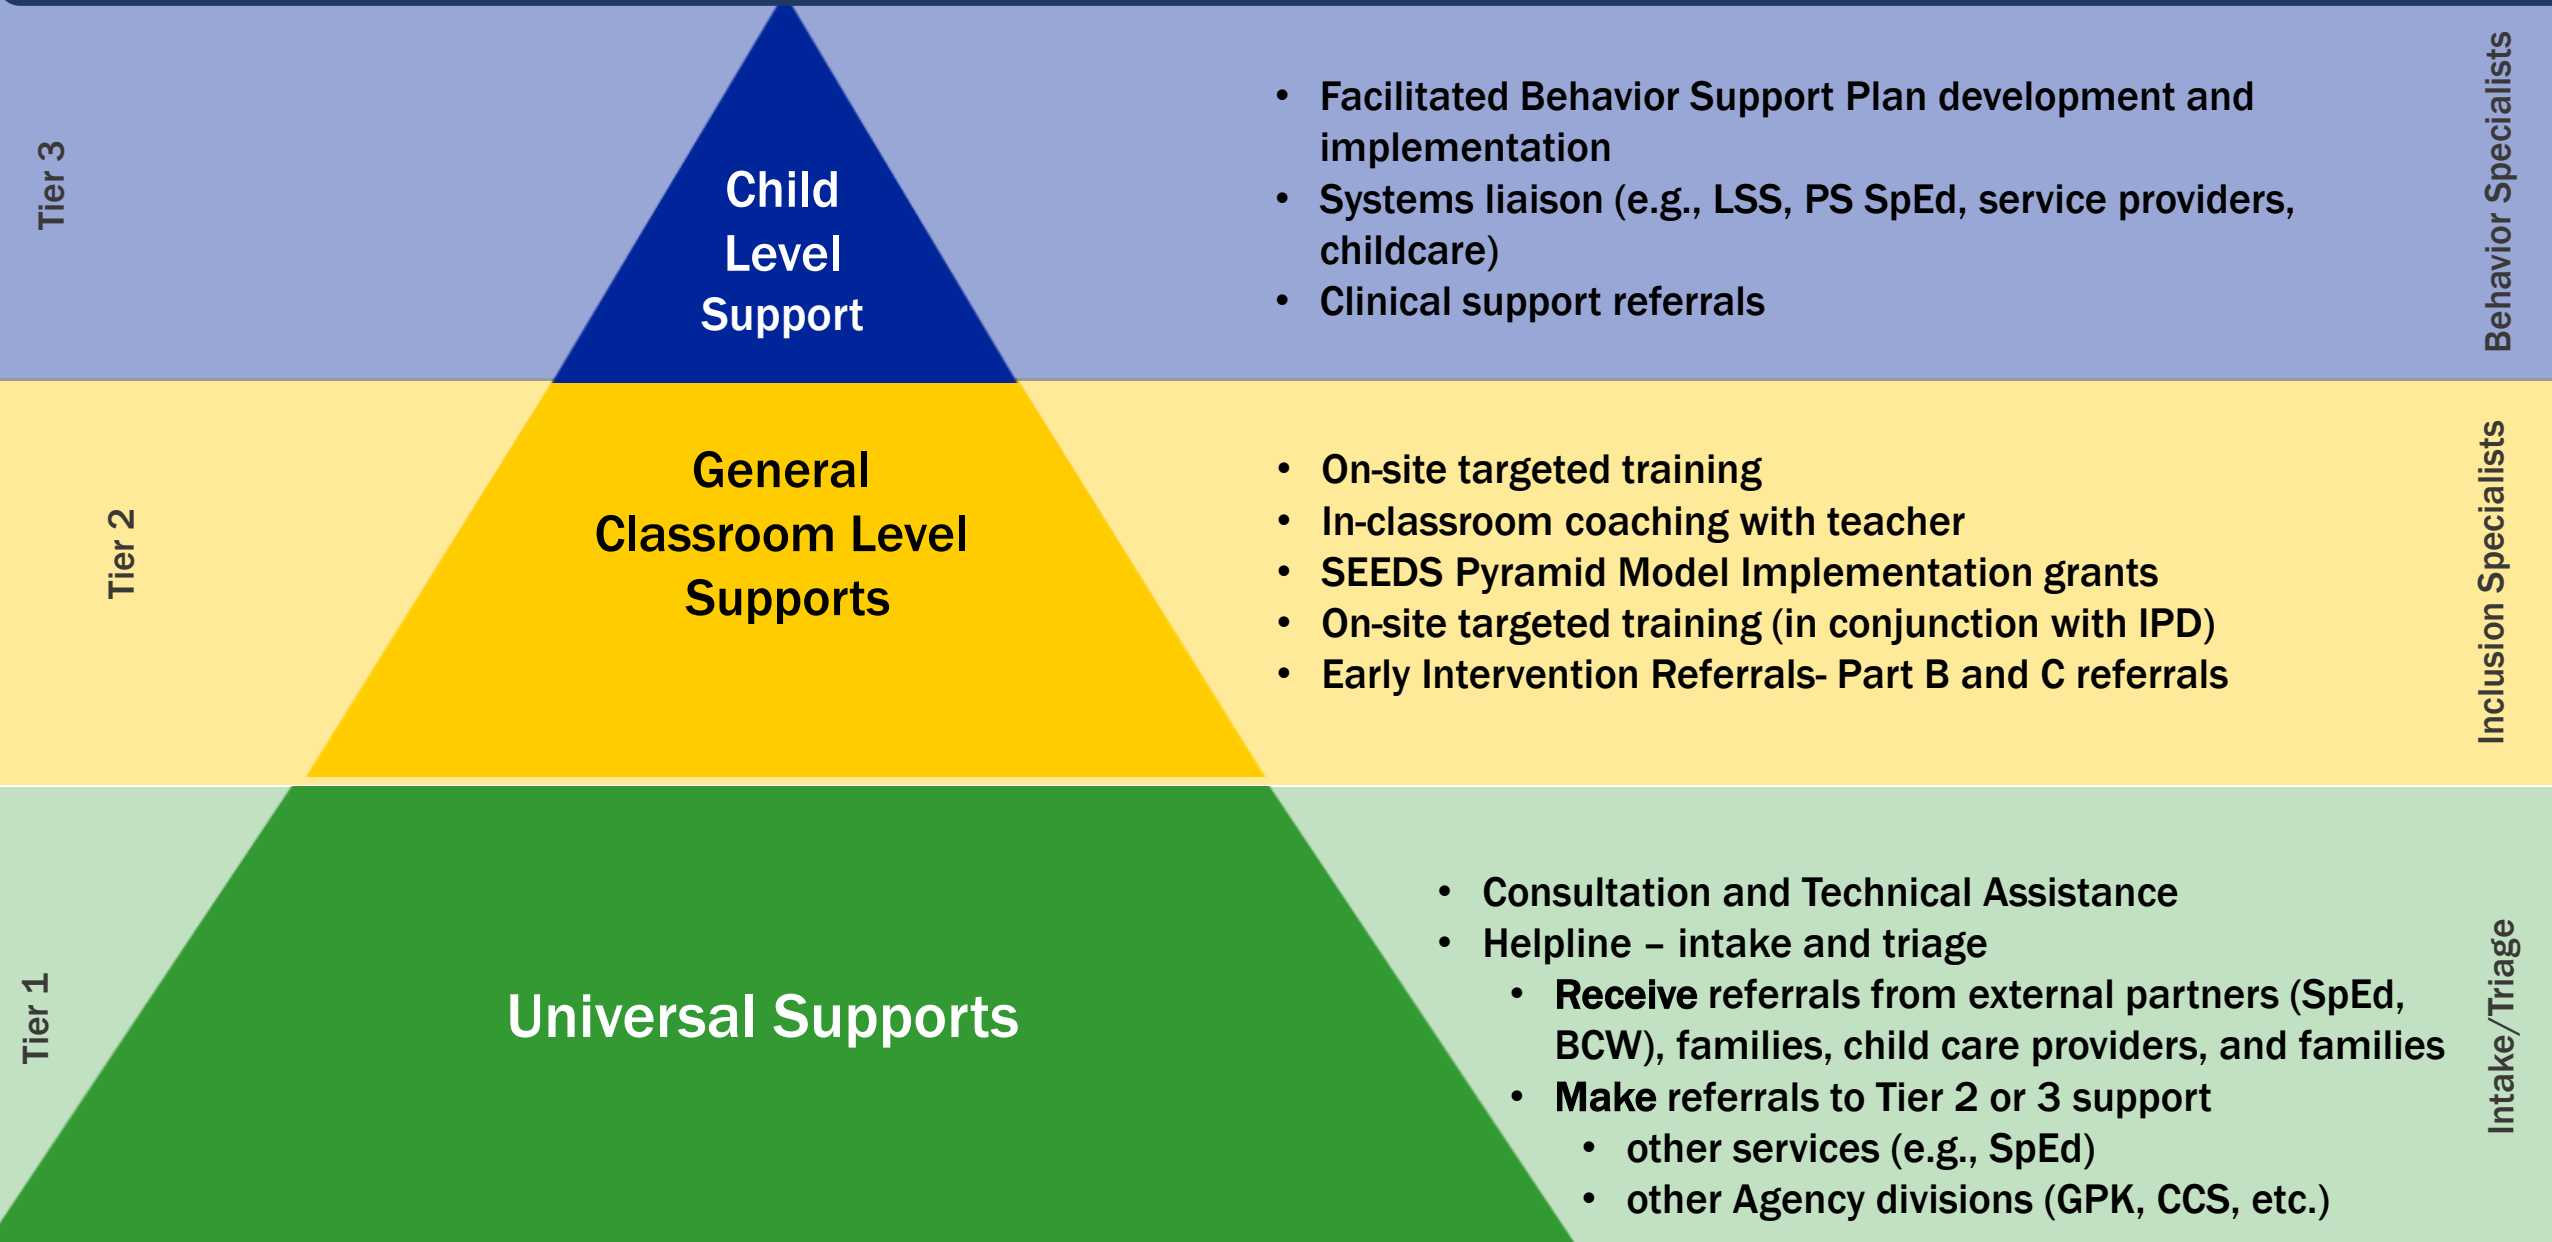 Tier 3
Child
Level
Support
• Facilitated Behavior Support Plan development and
implementation
• Systems liaison (e.g., LSS, PS SpEd, service providers,
childcare)
• Clinical support referrals
Behavior Specialists
Tier 2
General
Classroom Level
Supports
• On-site targeted training
• In-classroom coaching with teacher
• SEEDS Pyramid Model Implementation grants
• On-site targeted training (in conjunction with IPD)
• Early Intervention Referrals- Part B and C referrals
Inclusion Specialists
Tier 1
Universal Supports
• Consultation and Technical Assistance
• Helpline – intake and triage
• Receive referrals from external partners (SpEd,
BCW), families, child care providers, and families
• Make referrals to Tier 2 or 3 support
• other services (e.g., SpEd)
• other Agency divisions (GPK, CCS, etc.)
Intake/Triage